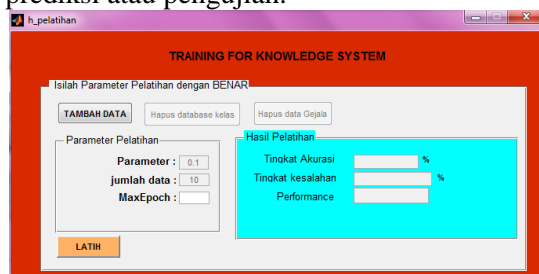 prediksi atau pengujian.
h_pelatihan
TRAINING FOR KNOWLEDGE SYSTEM
Isilah Parameter Pelatihan dengan BENAR
TAMBAH DATA
Hapus database kelas
Hapus data Gejala
Parameter Pelatihan
Parameter : 0.1
jumlah data : 10
MaxEpoch :
Hasil Pelatihan
Tingkat Akurasi %
Tingkat kesalahan %
Performance
LATIH